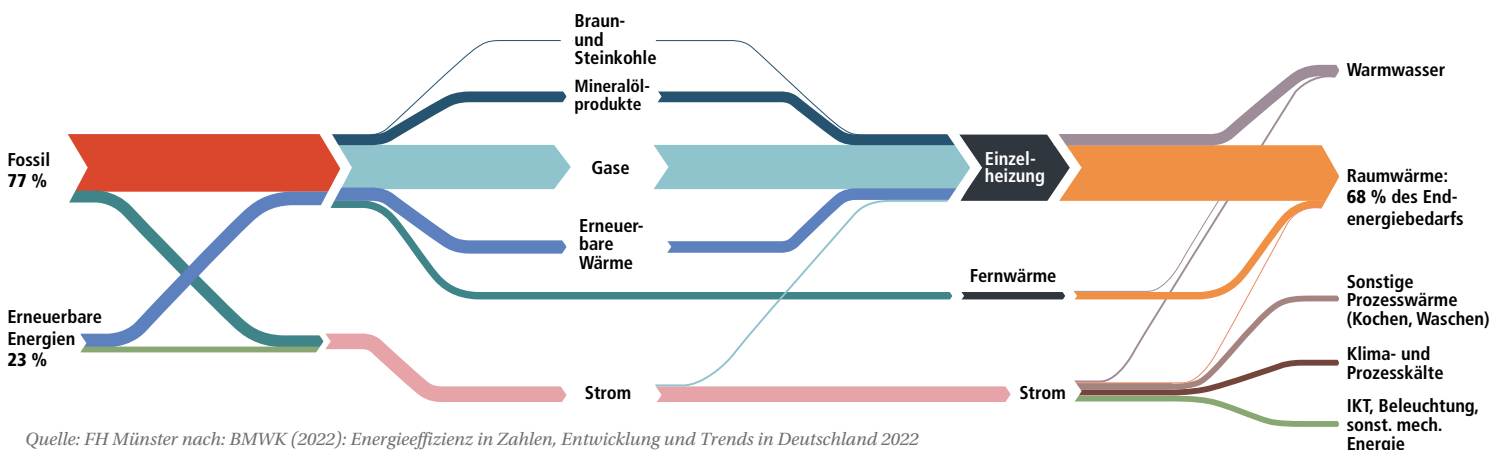 Braun-
und
Steinkohle
Mineralöl-
produkte
Warmwasser
Fossil
77 %
Gase
Einzel-
heizung
Raumwärme:
68 % des End-
energiebedarfs
Erneuer-
bare
Wärme
Fernwärme
Sonstige
Prozesswärme
(Kochen, Waschen)
Erneuerbare
Energien
23 %
Klima- und
Prozesskälte
Strom
Strom
IKT, Beleuchtung,
sonst. mech.
Energie
Quelle: FH Münster nach: BMWK (2022): Energieeffizienz in Zahlen, Entwicklung und Trends in Deutschland 2022